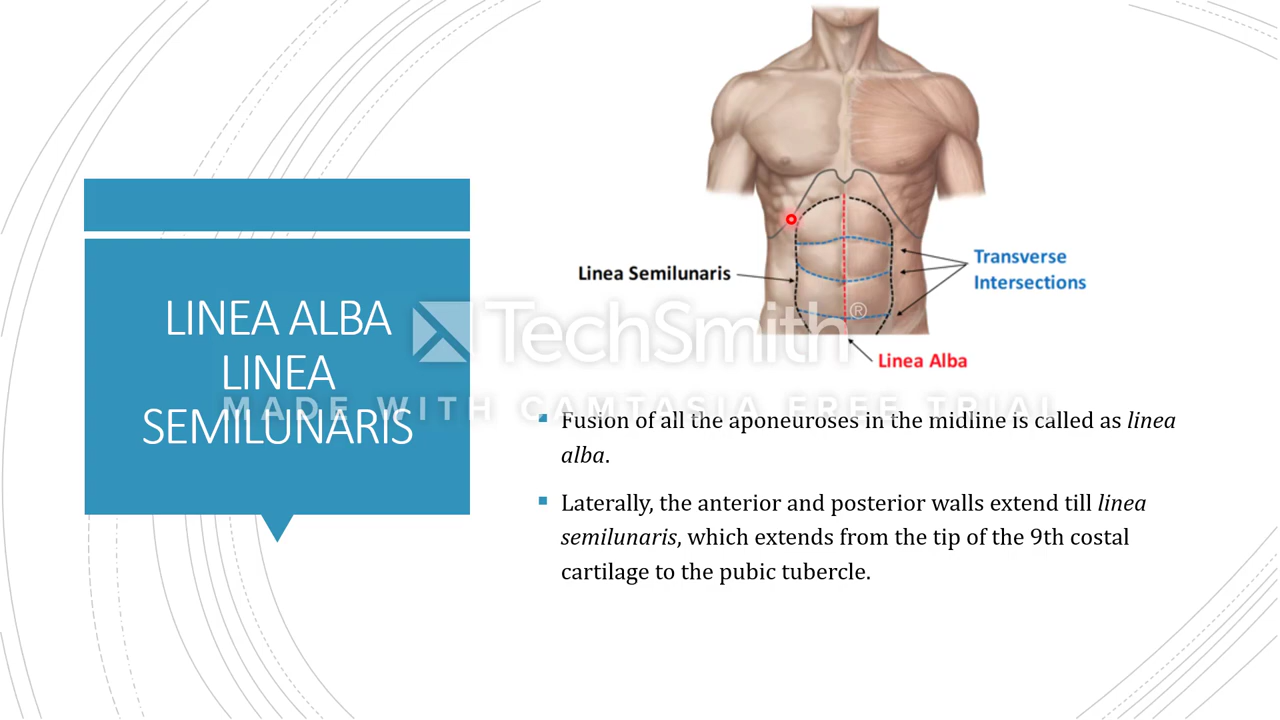 LINEA ALBA
LINEA
SEMILUNARIS
Linea Semilunaris
Transverse
Intersections
Linea Alba
TechSmith®
MADE WITH CAMTASIA FREE TRIAL
Fusion of all the aponeuroses in the midline is called as linea
alba.
Laterally, the anterior and posterior walls extend till linea
semilunaris, which extends from the tip of the 9th costal
cartilage to the pubic tubercle.